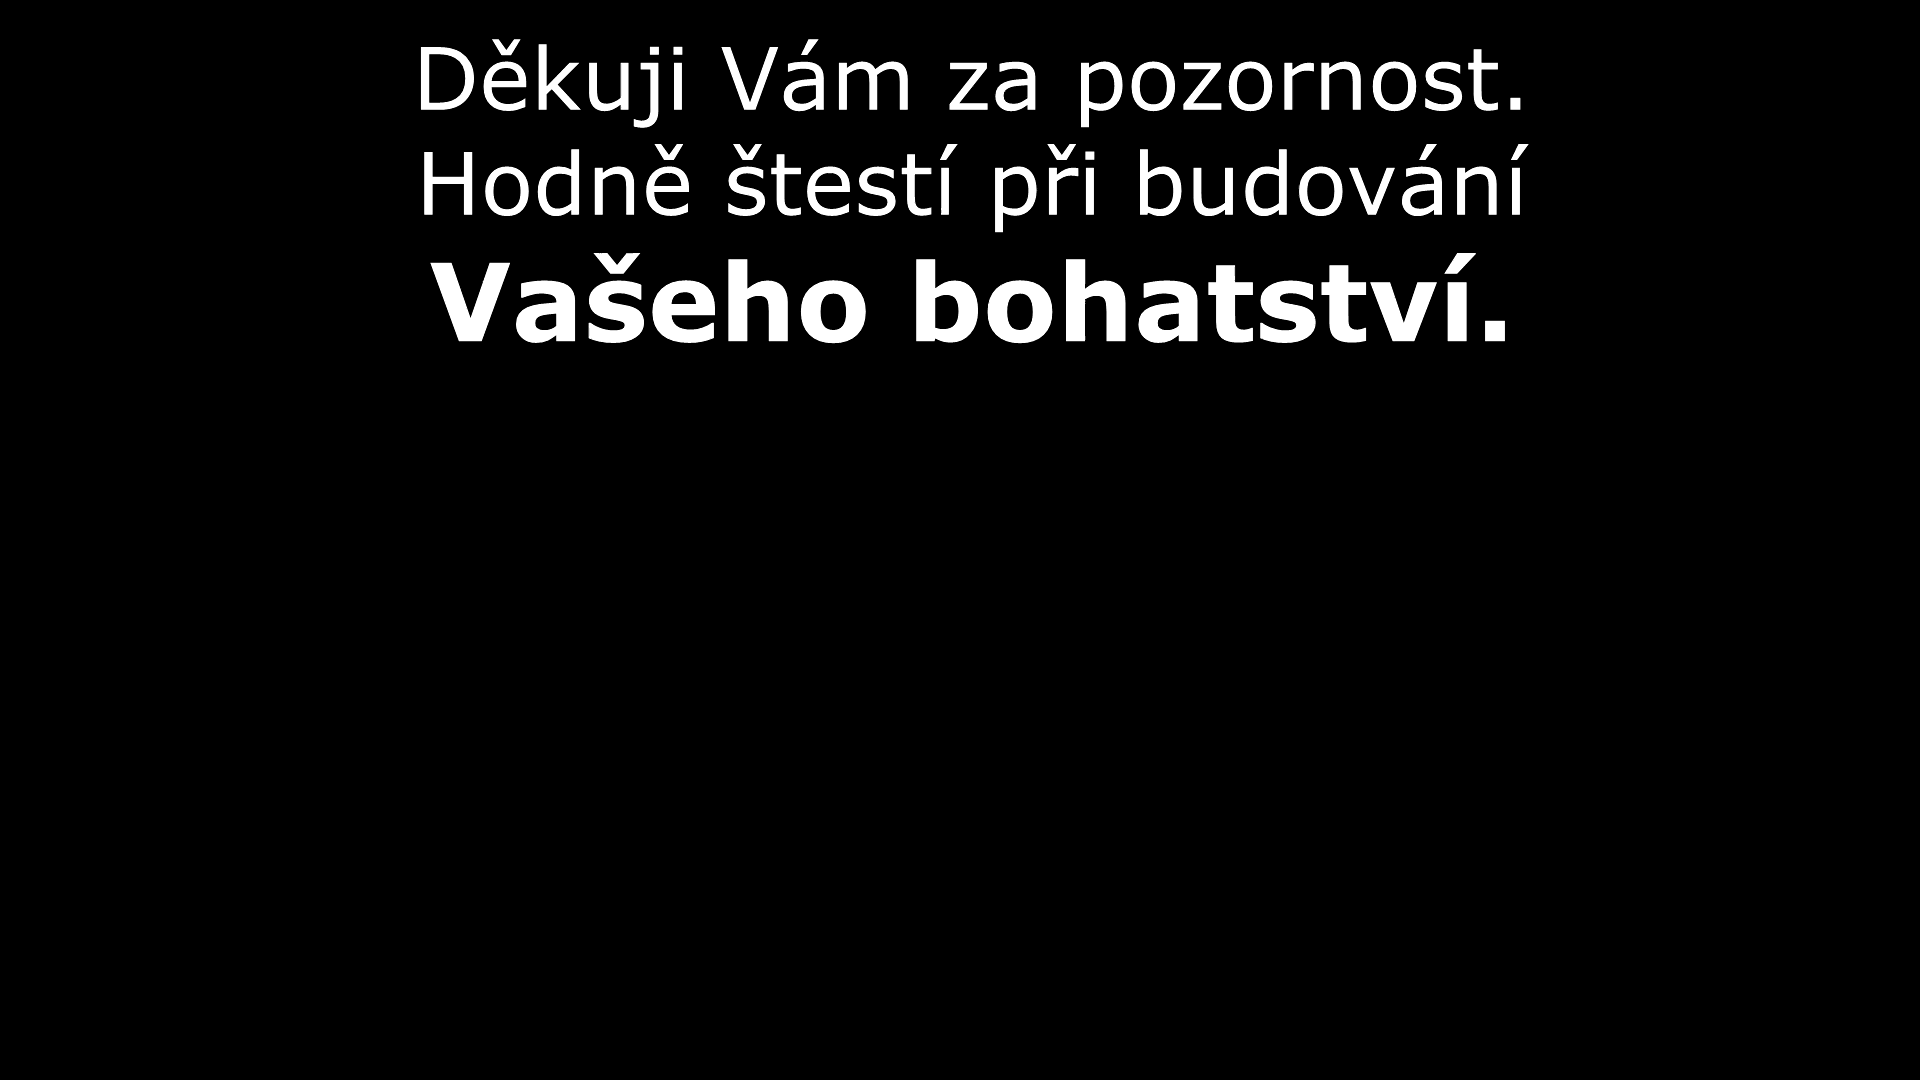 Děkuji Vám za pozornost.
Hodně štestí při budování
Vašeho bohatství.